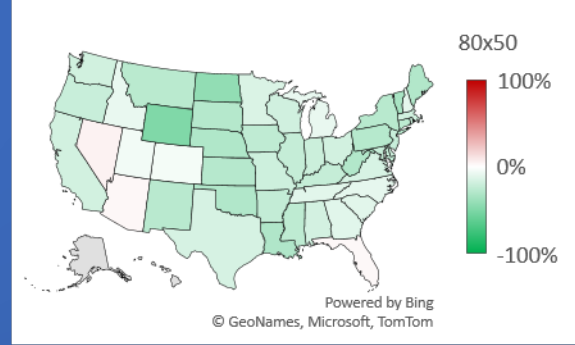 80x50
100%
0%
-100%
Powered by Bing
© GeoNames, Microsoft, TomTom